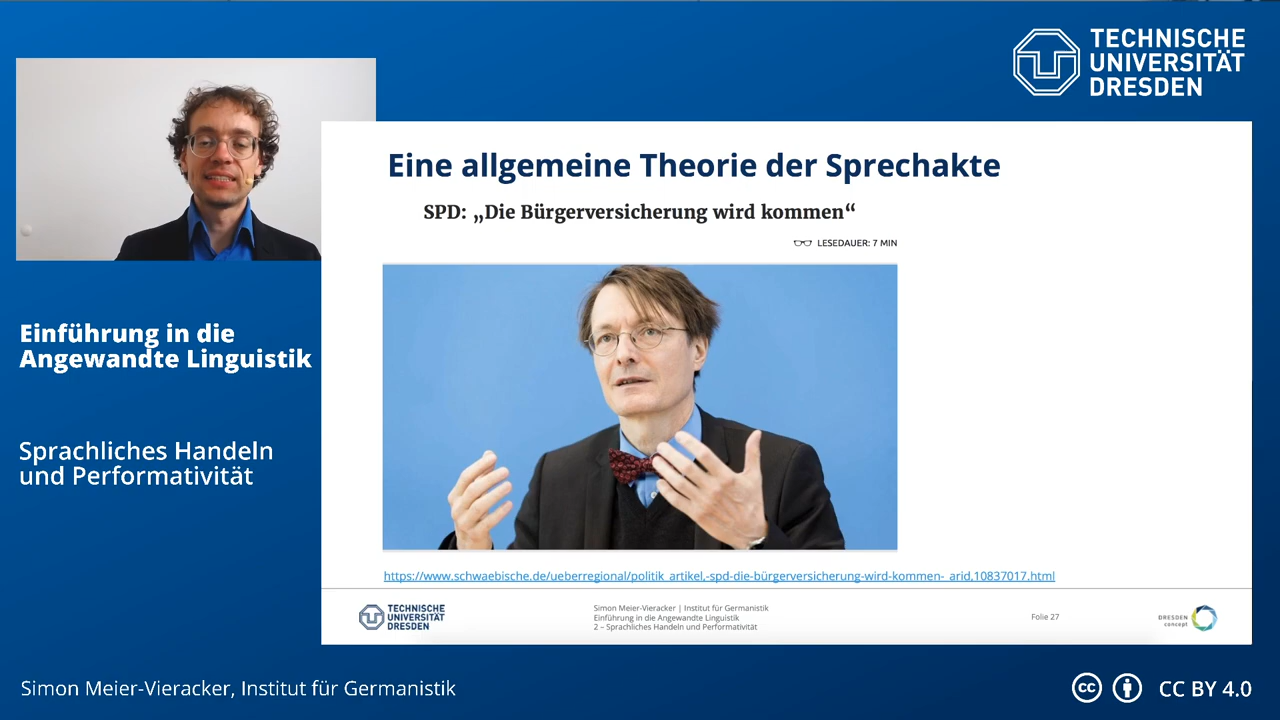 TECHNISCHE
UNIVERSITÄT
DRESDEN
Eine allgemeine Theorie der Sprechakte
SPD: „Die Bürgerversicherung wird kommen“
LESEDAUER: 7 MIN
Einführung in die
Angewandte Linguistik
Sprachliches Handeln
und Performativität
https://www.schwaebische.de/ueberregional/politik_artikel,-spd-die-bürgerversicherung-wird-kommen-_arid,10837017.html
TECHNISCHE
UNIVERSITÄT
DRESDEN
Simon Meier-Vieracker | Institut für Germanistik
Einführung in die Angewandte Linguistik
2 – Sprachliches Handeln und Performativität
Folie 27
DRESDEN
concept
Simon Meier-Vieracker, Institut für Germanistik
cc
CC BY 4.0